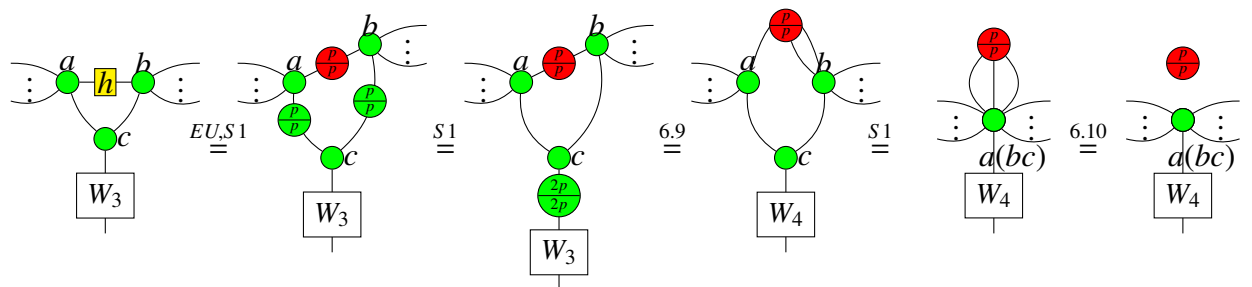 a h b ⋮ ⋮ c W₃
EU,S1 =
a p/p b ⋮ ⋮ p/p p/p c W₃
S1 =
a p/p b ⋮ ⋮ c 2p/2p W₃
6.9 =
p/p a b ⋮ ⋮ c W₄
S1 =
p/p ⋮ ⋮ a(bc) W₄
6.10 =
p/p ⋮ ⋮ a(bc) W₄